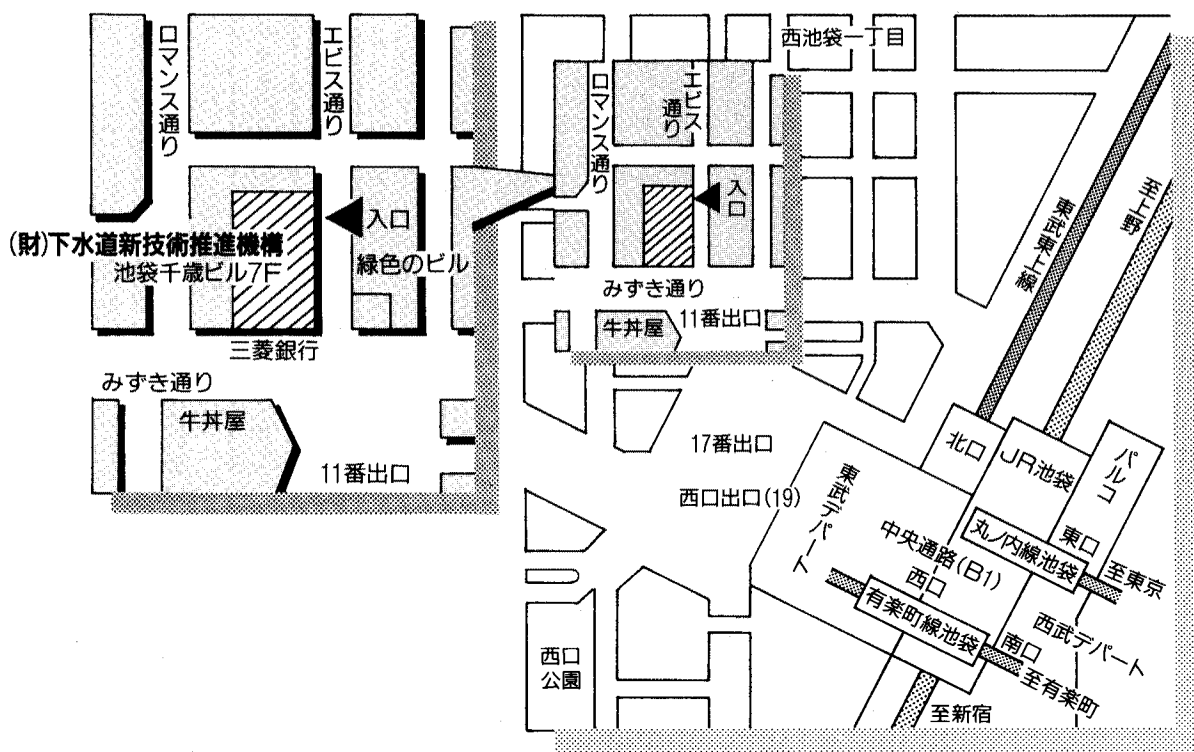 ロマンス通り
エビス通り
入口
(財)下水道新技術推進機構
池袋千歳ビル7F
緑色のビル
三菱銀行
みずき通り
牛丼屋
11番出口
西池袋一丁目
ロマンス通り
エビス
通り
入口
みずき通り
牛丼屋
11番出口
至上野
東武東上線
17番出口
西口出口(19)
北口
JR池袋
パルコ
東武デパート
中央通路(B1)
西口
丸ノ内線池袋
東口
至東京
有楽町線池袋
南口
西武デパート
至有楽町
至新宿
西口
公園